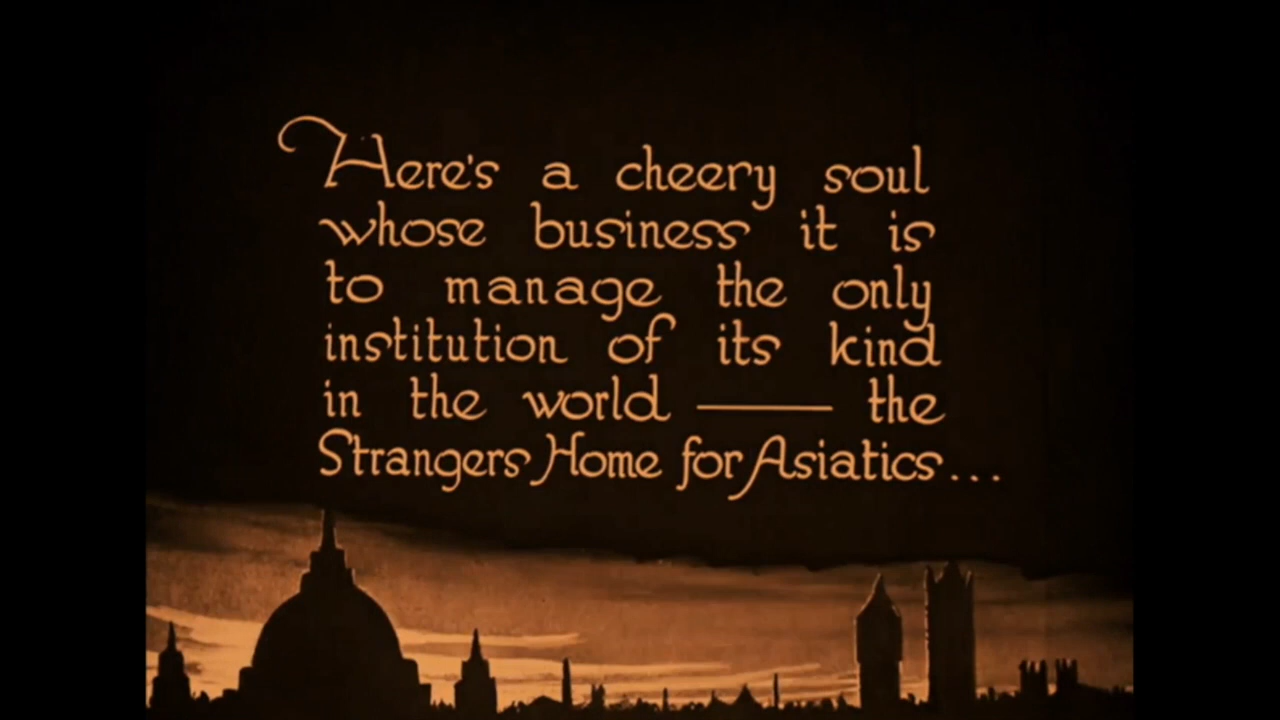 Here's a cheery soul
whose business it is
to manage the only
institution of its kind
in the world —— the
Strangers Home for Asiatics...